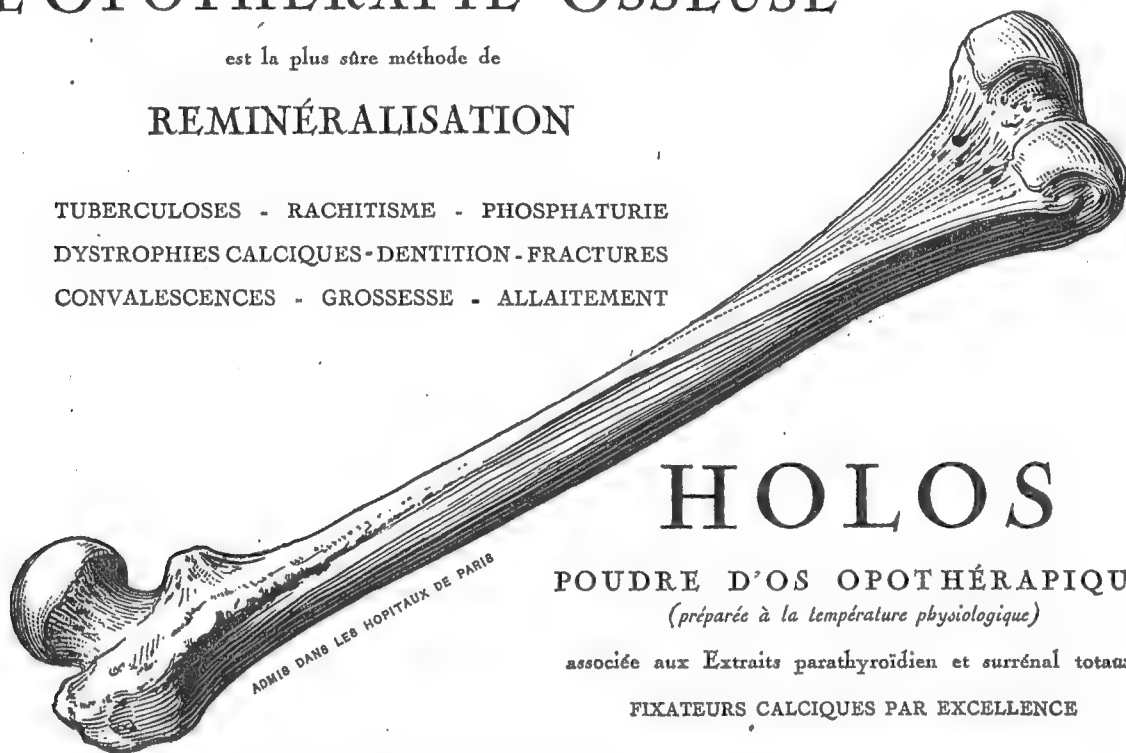 L'OPOTHÉRAPIE OSSEUSE
est la plus sûre méthode de
REMINÉRALISATION
TUBERCULOSES - RACHITISME - PHOSPHATURIE
DYSTROPHIES CALCIQUES - DENTITION - FRACTURES
CONVALESCENCES - GROSSESSE - ALLAITEMENT
ADMIS DANS LES HOPITAUX DE PARIS
HOLOS
POUDRE D'OS OPOTHÉRAPIQU
(préparée à la température physiologique)
associée aux Extraits parathyroïdien et surrénal totau
FIXATEURS CALCIQUES PAR EXCELLENCE